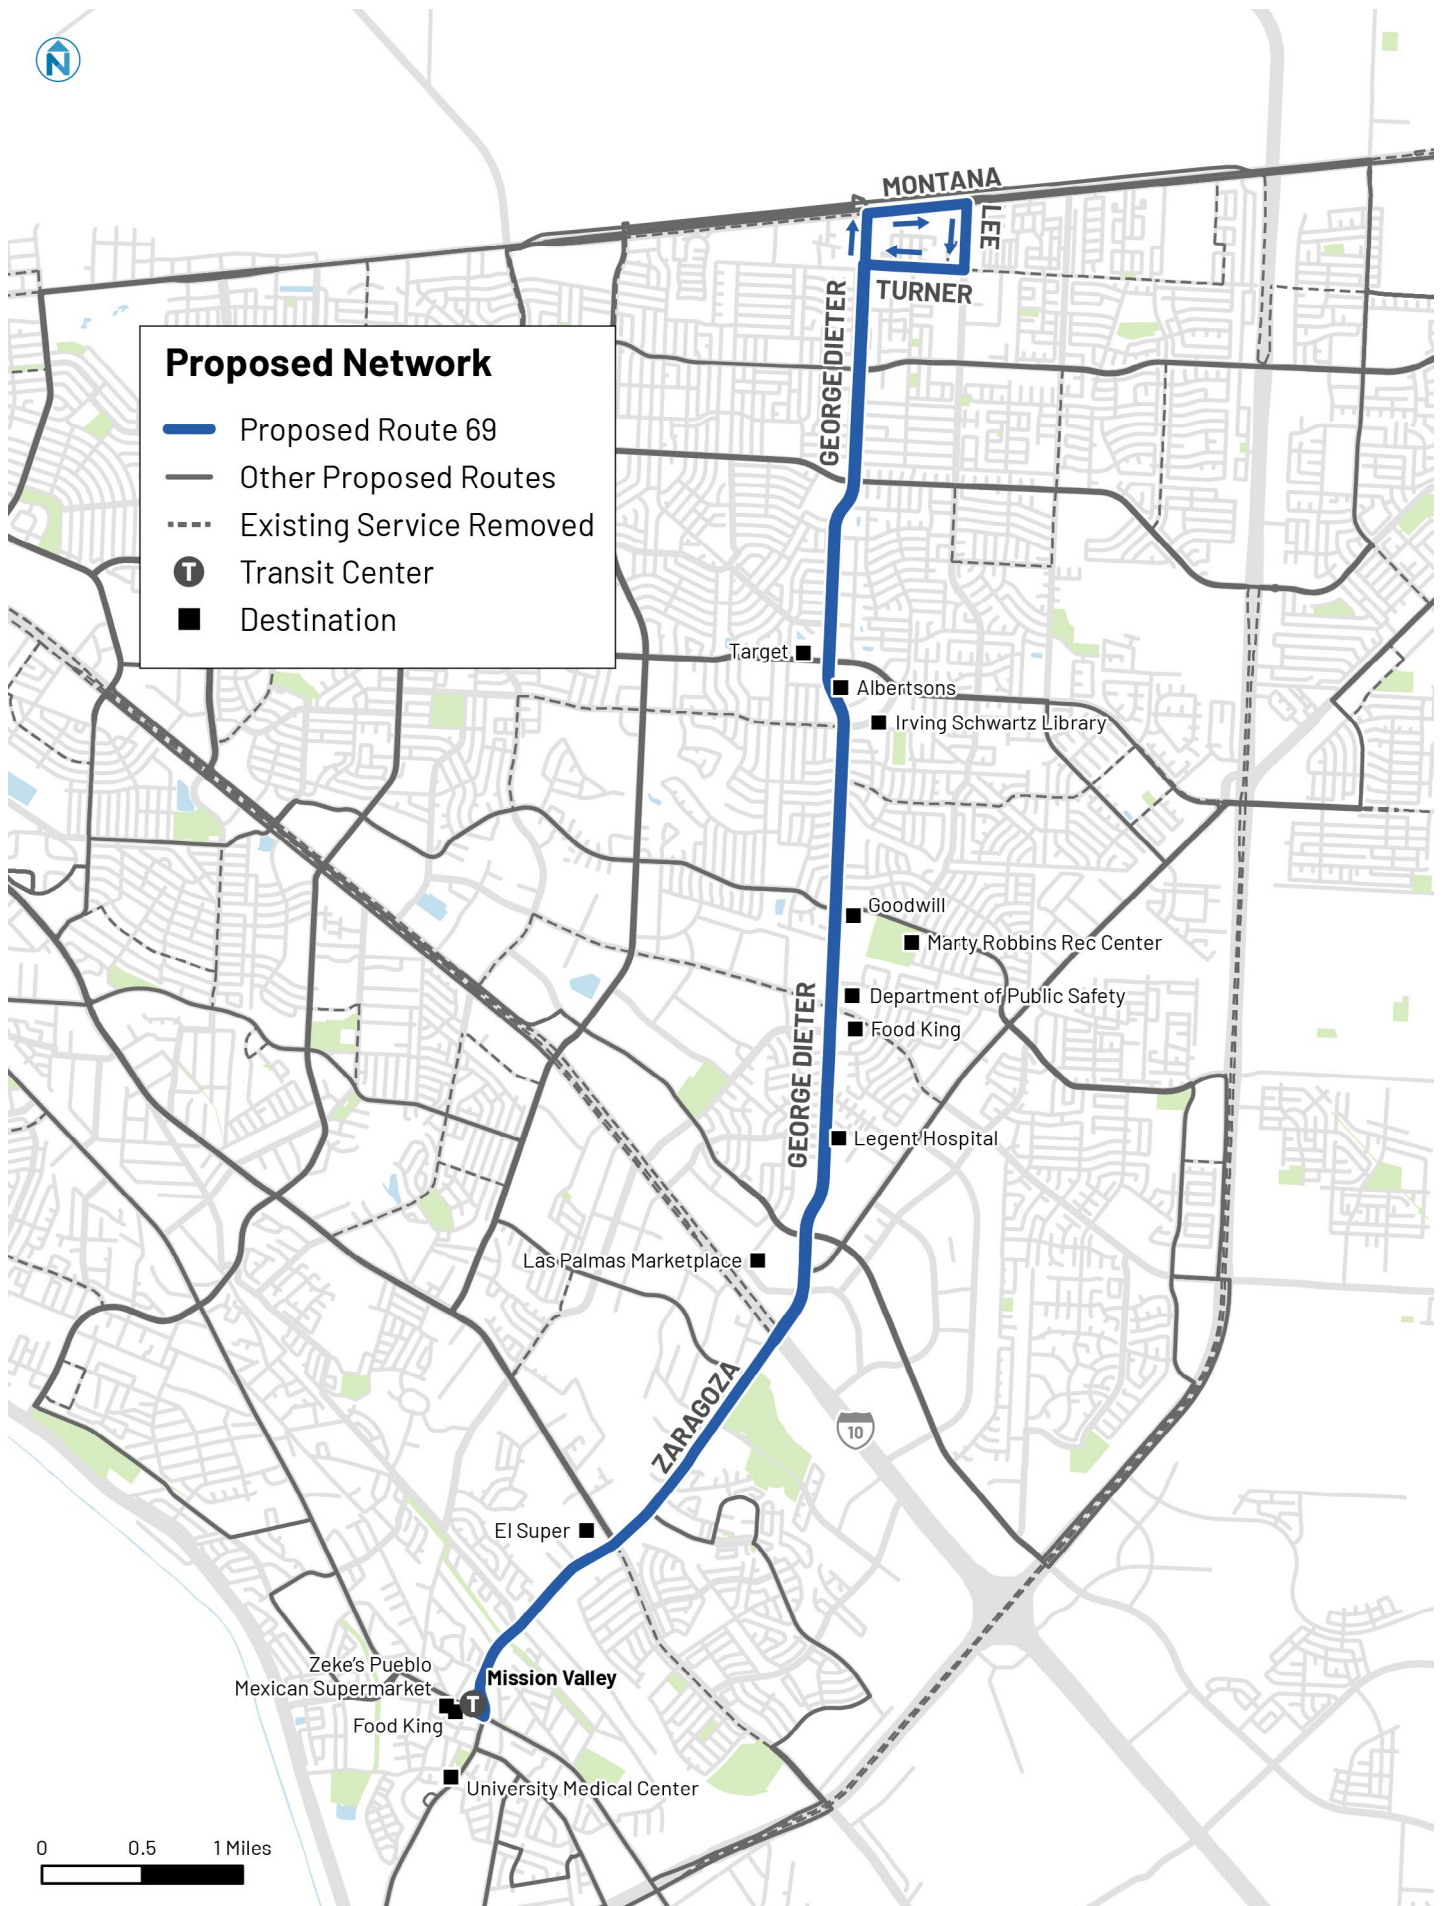 N
MONTANA
LEE
TURNER
GEORGE DIETER
Proposed Network
Proposed Route 69
Other Proposed Routes
Existing Service Removed
T Transit Center
Destination
Target
Albertsons
Irving Schwartz Library
Goodwill
Marty Robbins Rec Center
Department of Public Safety
Food King
GEORGE DIETER
Legent Hospital
Las Palmas Marketplace
ZARAGOZA
10
El Super
Zeke's Pueblo
Mexican Supermarket
Mission Valley
T
Food King
University Medical Center
0 0.5 1 Miles